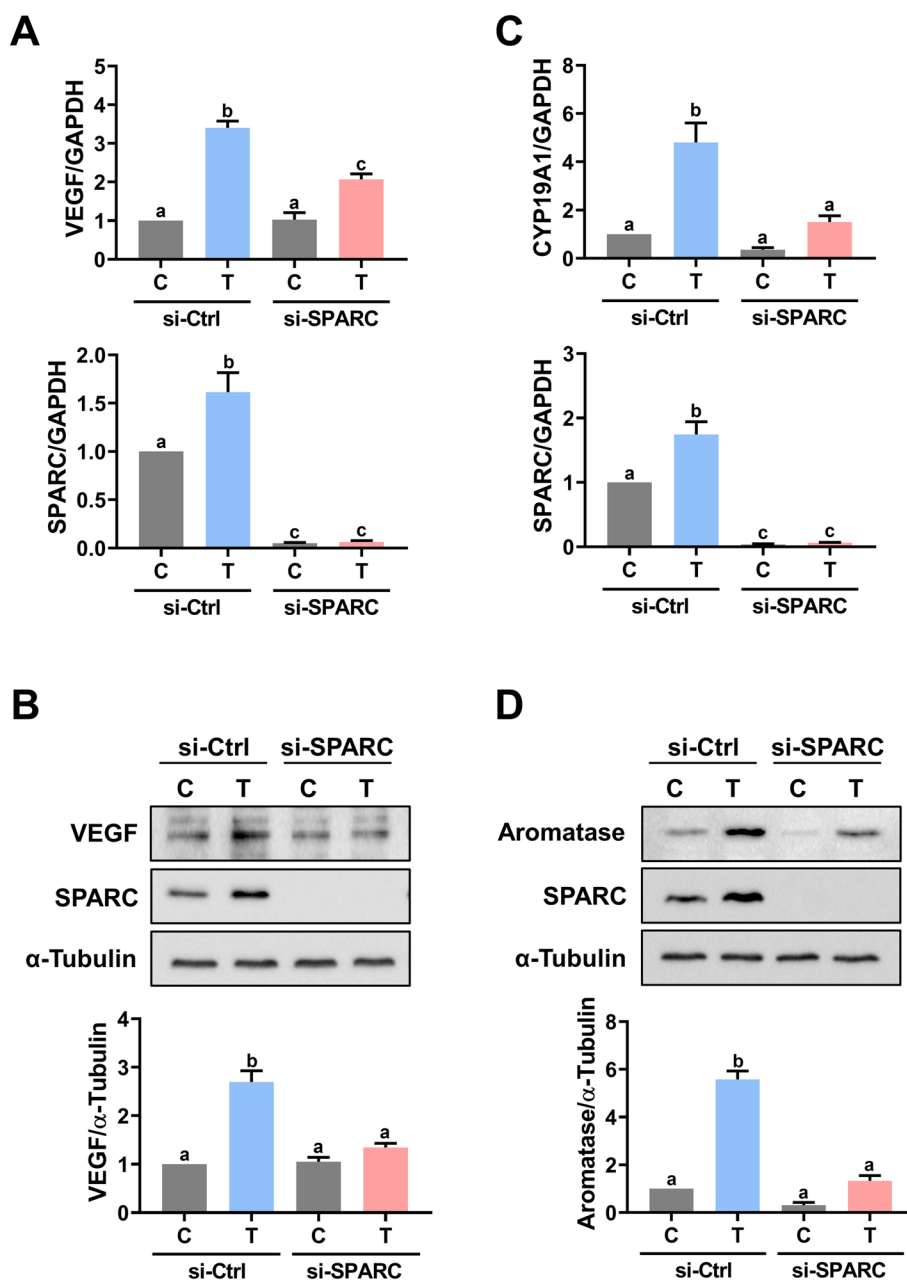 A
VEGF/GAPDH
5
4
3
2
1
0
a
b
a
c
C T C T
si-Ctrl si-SPARC
SPARC/GAPDH
2.0
1.5
1.0
0.5
0.0
a
b
c
c
C T C T
si-Ctrl si-SPARC
C
CYP19A1/GAPDH
8
6
4
2
0
a
b
a
a
C T C T
si-Ctrl si-SPARC
SPARC/GAPDH
3
2
1
0
a
b
c
c
C T C T
si-Ctrl si-SPARC
B
si-Ctrl si-SPARC
C T C T
VEGF
SPARC
α-Tubulin
VEGF/α-Tubulin
4
3
2
1
0
a
b
a
a
C T C T
si-Ctrl si-SPARC
D
si-Ctrl si-SPARC
C T C T
Aromatase
SPARC
α-Tubulin
Aromatase/α-Tubulin
8
6
4
2
0
a
b
a
a
C T C T
si-Ctrl si-SPARC